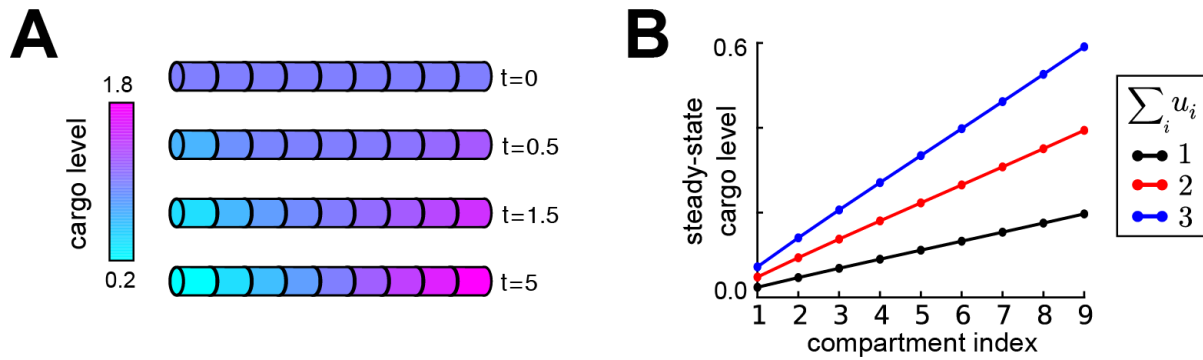 A
1.8
cargo level
0.2
t=0
t=0.5
t=1.5
t=5
B
0.6
steady-state
cargo level
0.0
1 2 3 4 5 6 7 8 9
compartment index
∑ᵢ uᵢ
1
2
3